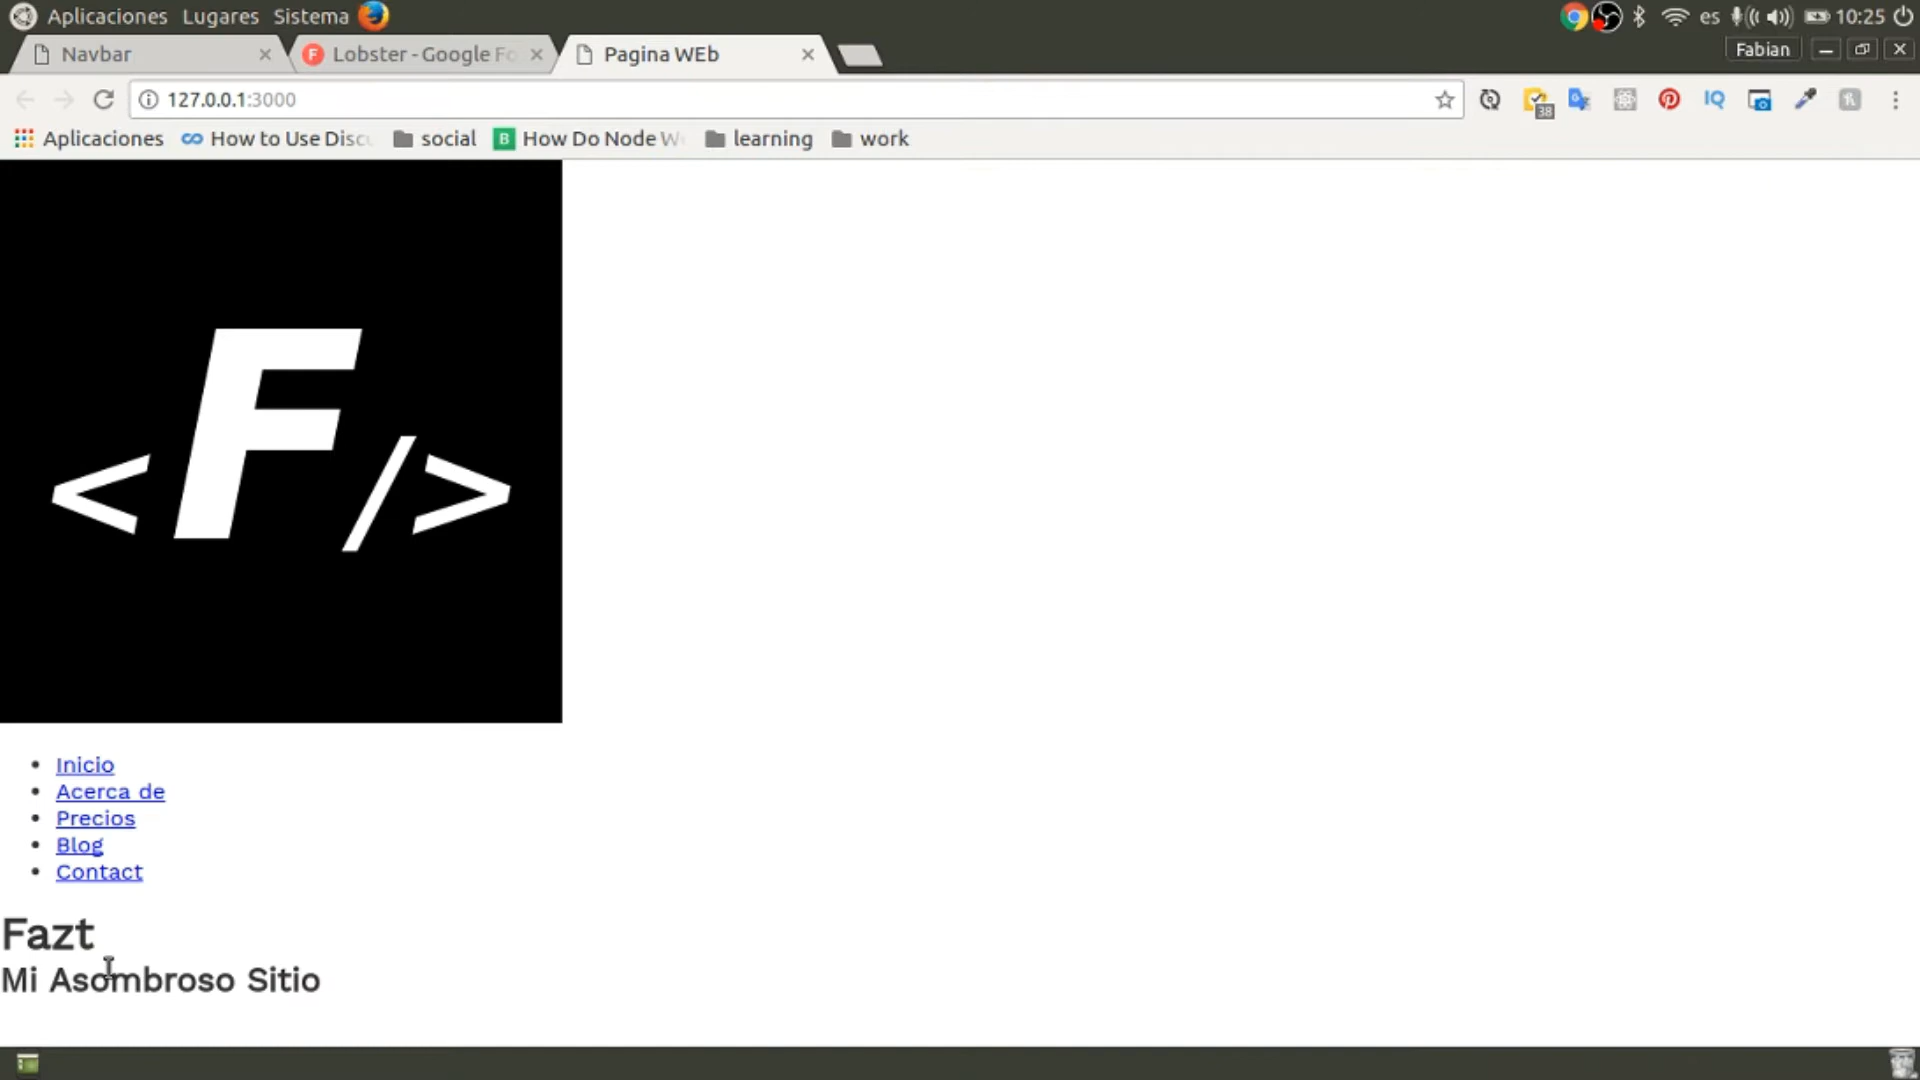 Aplicaciones Lugares Sistema es 10:25
Navbar Lobster - Google Fo Pagina WEb Fabian
127.0.0.1:3000 38 IQ
Aplicaciones How to Use Disc social B How Do Node W learning work
<F/>
Inicio
Acerca de
Precios
Blog
Contact
Fazt
Mi Asombroso Sitio